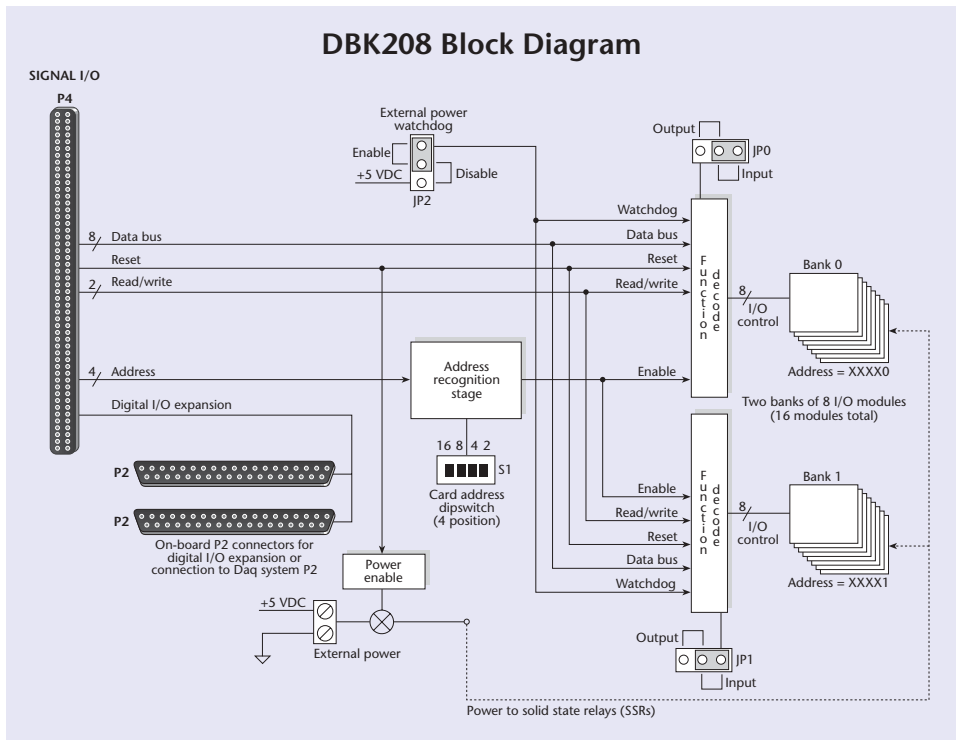 DBK208 Block Diagram
SIGNAL I/O
P4
External power
watchdog
Enable
+5 VDC
Disable
JP2
Output
JP0
Input
8
Data bus
Reset
2
Read/write
4
Address
Digital I/O expansion
Watchdog
Data bus
Reset
Read/write
Enable
Function
decode
8
I/O
control
Bank 0
Address = XXXX0
Two banks of 8 I/O modules
(16 modules total)
Address
recognition
stage
16 8 4 2
S1
Card address
dipswitch
(4 position)
P2
P2
On-board P2 connectors for
digital I/O expansion or
connection to Daq system P2
Power
enable
+5 VDC
External power
Enable
Read/write
Reset
Data bus
Watchdog
Function
decode
8
I/O
control
Bank 1
Address = XXXX1
Output
JP1
Input
Power to solid state relays (SSRs)